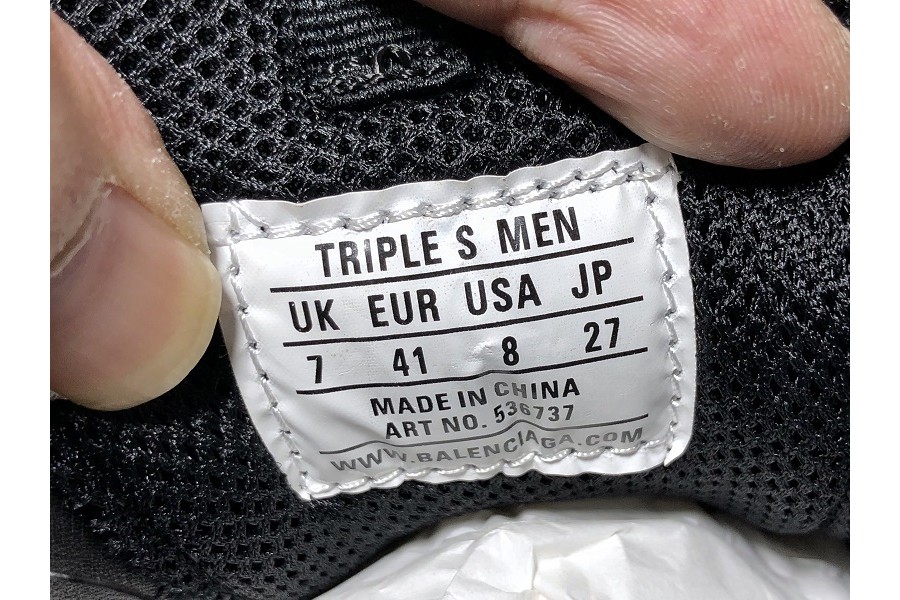 TRIPLE S MEN
UK EUR USA JP
7 41 8 27
MADE IN CHINA
ART NO. 536737
WWW.BALENCIAGA.COM